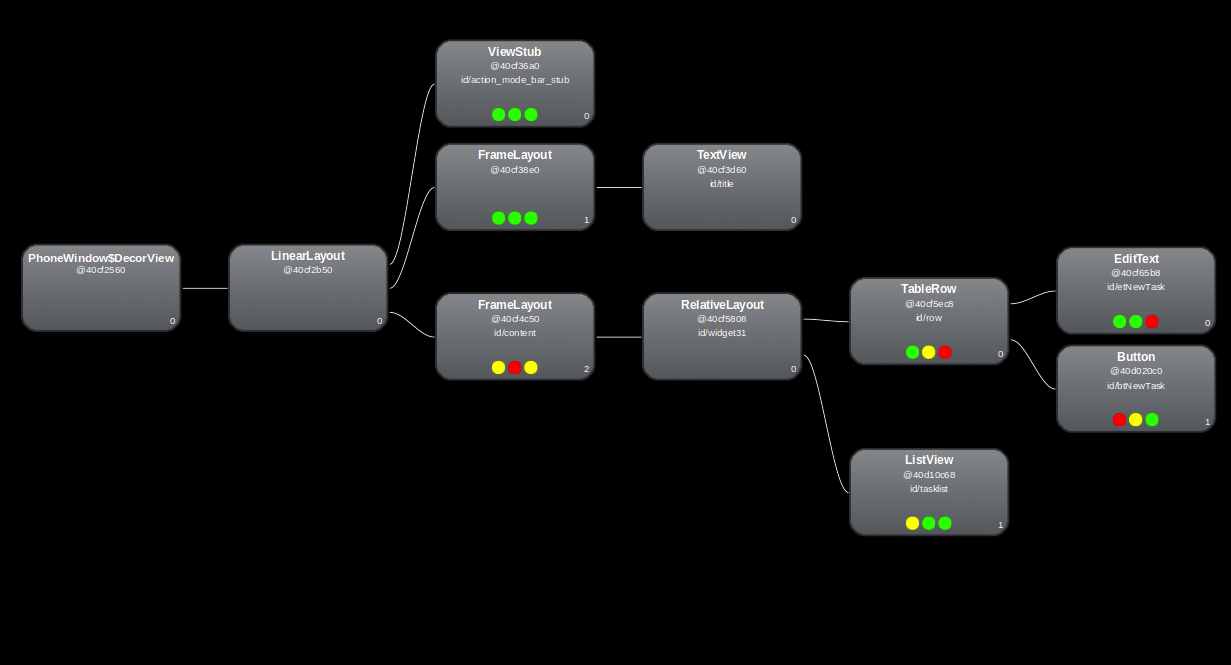 ViewStub
@40cf36a0
id/action_mode_bar_stub
0
FrameLayout
@40cf38e0
1
TextView
@40cf3d60
id/title
0
PhoneWindow$DecorView
@40cf2560
0
LinearLayout
@40cf2b50
0
FrameLayout
@40cf4c50
id/content
2
RelativeLayout
@40cf5808
id/widget31
0
TableRow
@40cf5ec8
id/row
0
EditText
@40cf65b8
id/etNewTask
0
Button
@40d020c0
id/btNewTask
1
ListView
@40d10c68
id/tasklist
1